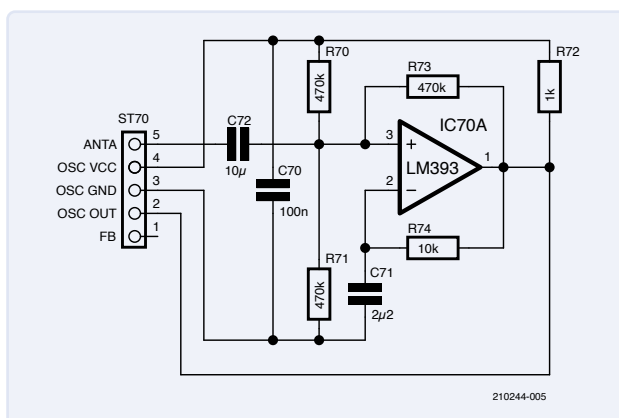 R70
R72
R73
470k
470k
1k
ST70
C72
IC70A
ANTA
5
3
+
1
OSC VCC
4
10µ
C70
LM393
OSC GND
3
2
−
OSC OUT
2
100n
R74
FB
1
R71
C71
10k
470k
2µ2
210244-005